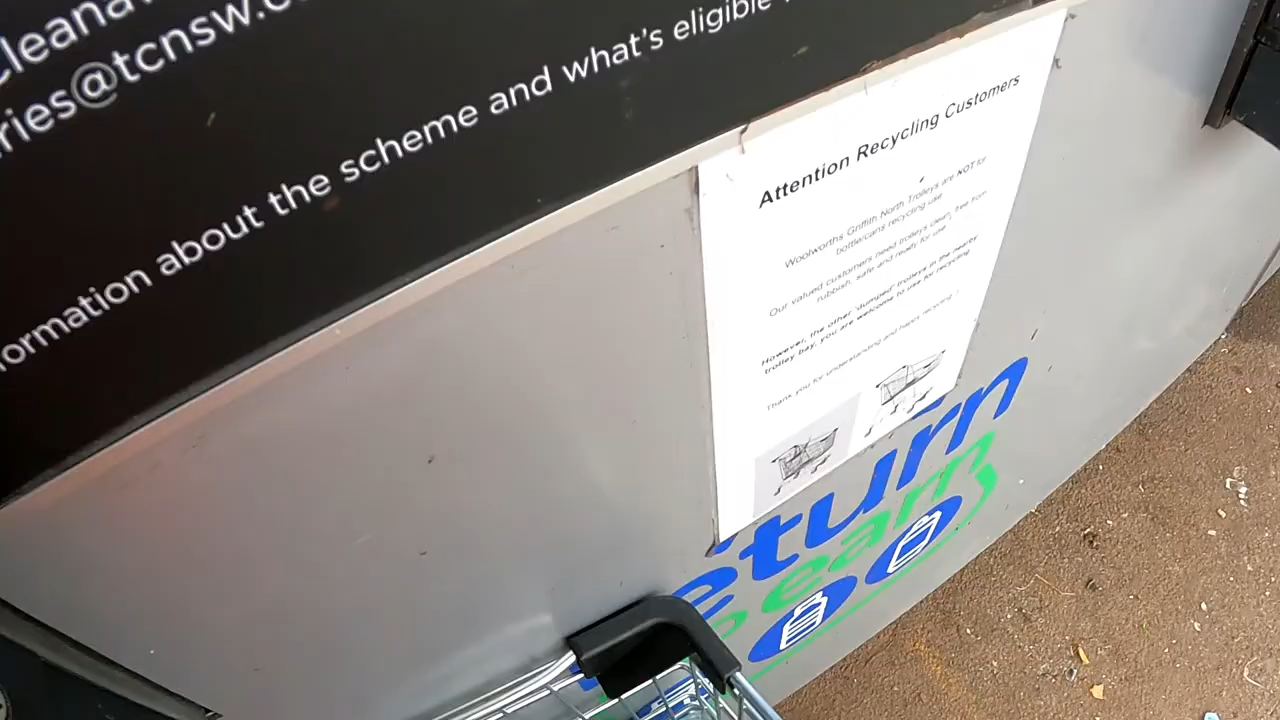 ries@tcnsw.c
formation about the scheme and what's eligible
Attention Recycling Customers
Woolworths Griffith North Trolleys are NOT for
bottle/cans recycling use
Our valued customers need trolleys clean, free from
rubbish, safe and ready for use
However, the other 'dumped' trolleys in the nearby
trolley bay, you are welcome to use for recycling
Thank you for understanding and happy recycling
eturn
earn